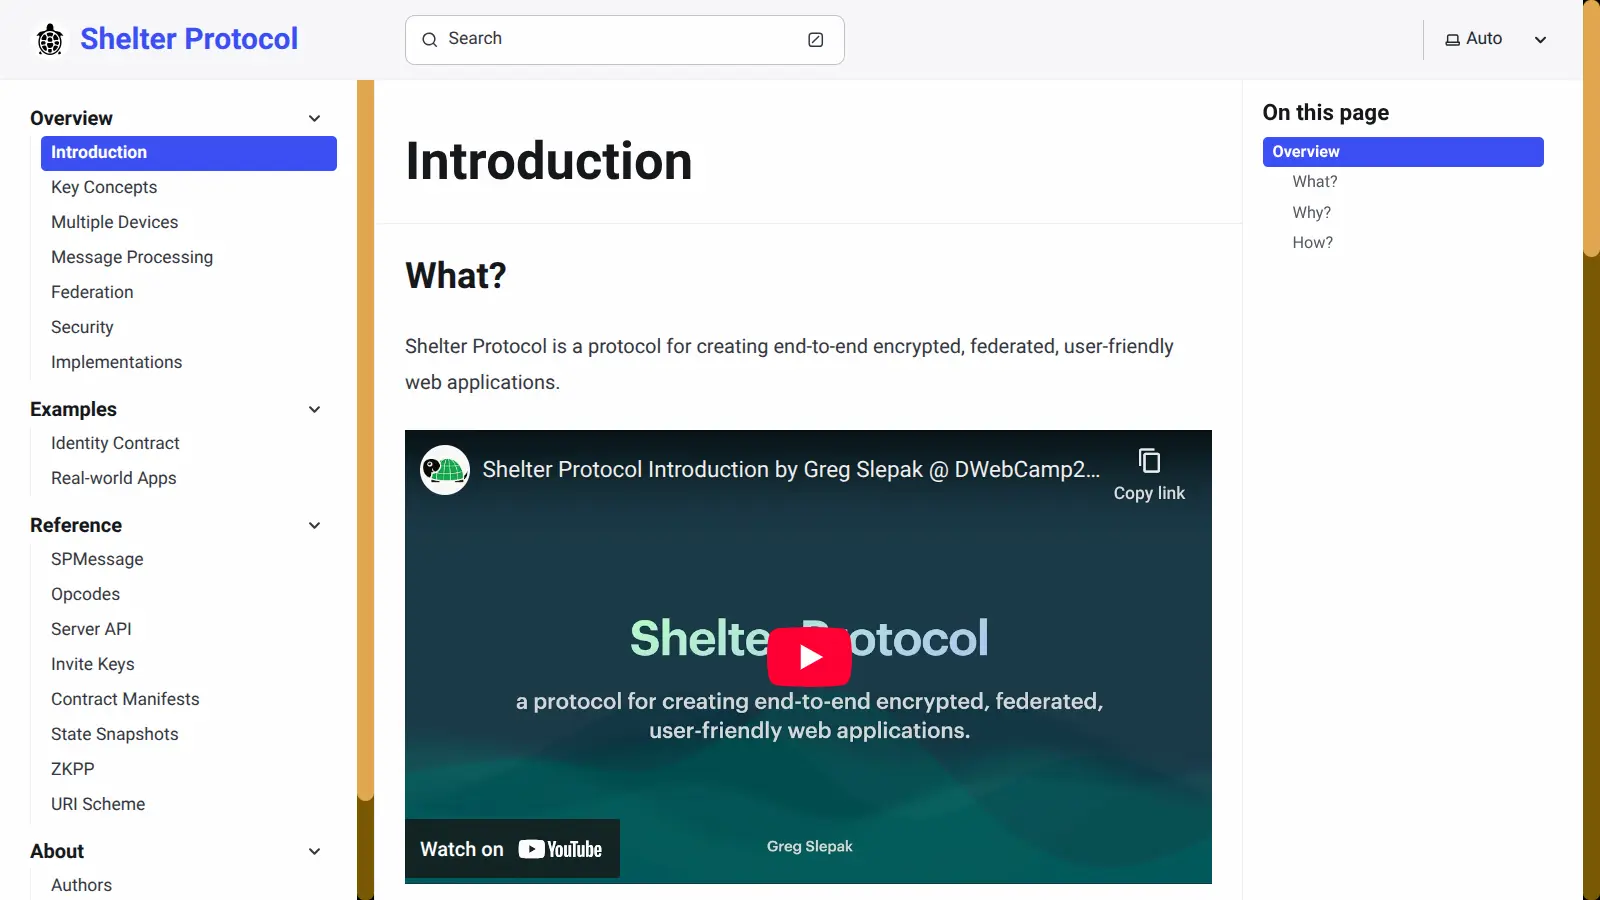 Shelter Protocol
Search
Auto
Overview
Introduction
Key Concepts
Multiple Devices
Message Processing
Federation
Security
Implementations
Examples
Identity Contract
Real-world Apps
Reference
SPMessage
Opcodes
Server API
Invite Keys
Contract Manifests
State Snapshots
ZKPP
URI Scheme
About
Authors
Introduction
What?
Shelter Protocol is a protocol for creating end-to-end encrypted, federated, user-friendly
web applications.
Shelter Protocol Introduction by Greg Slepak @ DWebCamp2...
Copy link
Shelter Protocol
a protocol for creating end-to-end encrypted, federated,
user-friendly web applications.
Watch on YouTube
Greg Slepak
On this page
Overview
What?
Why?
How?